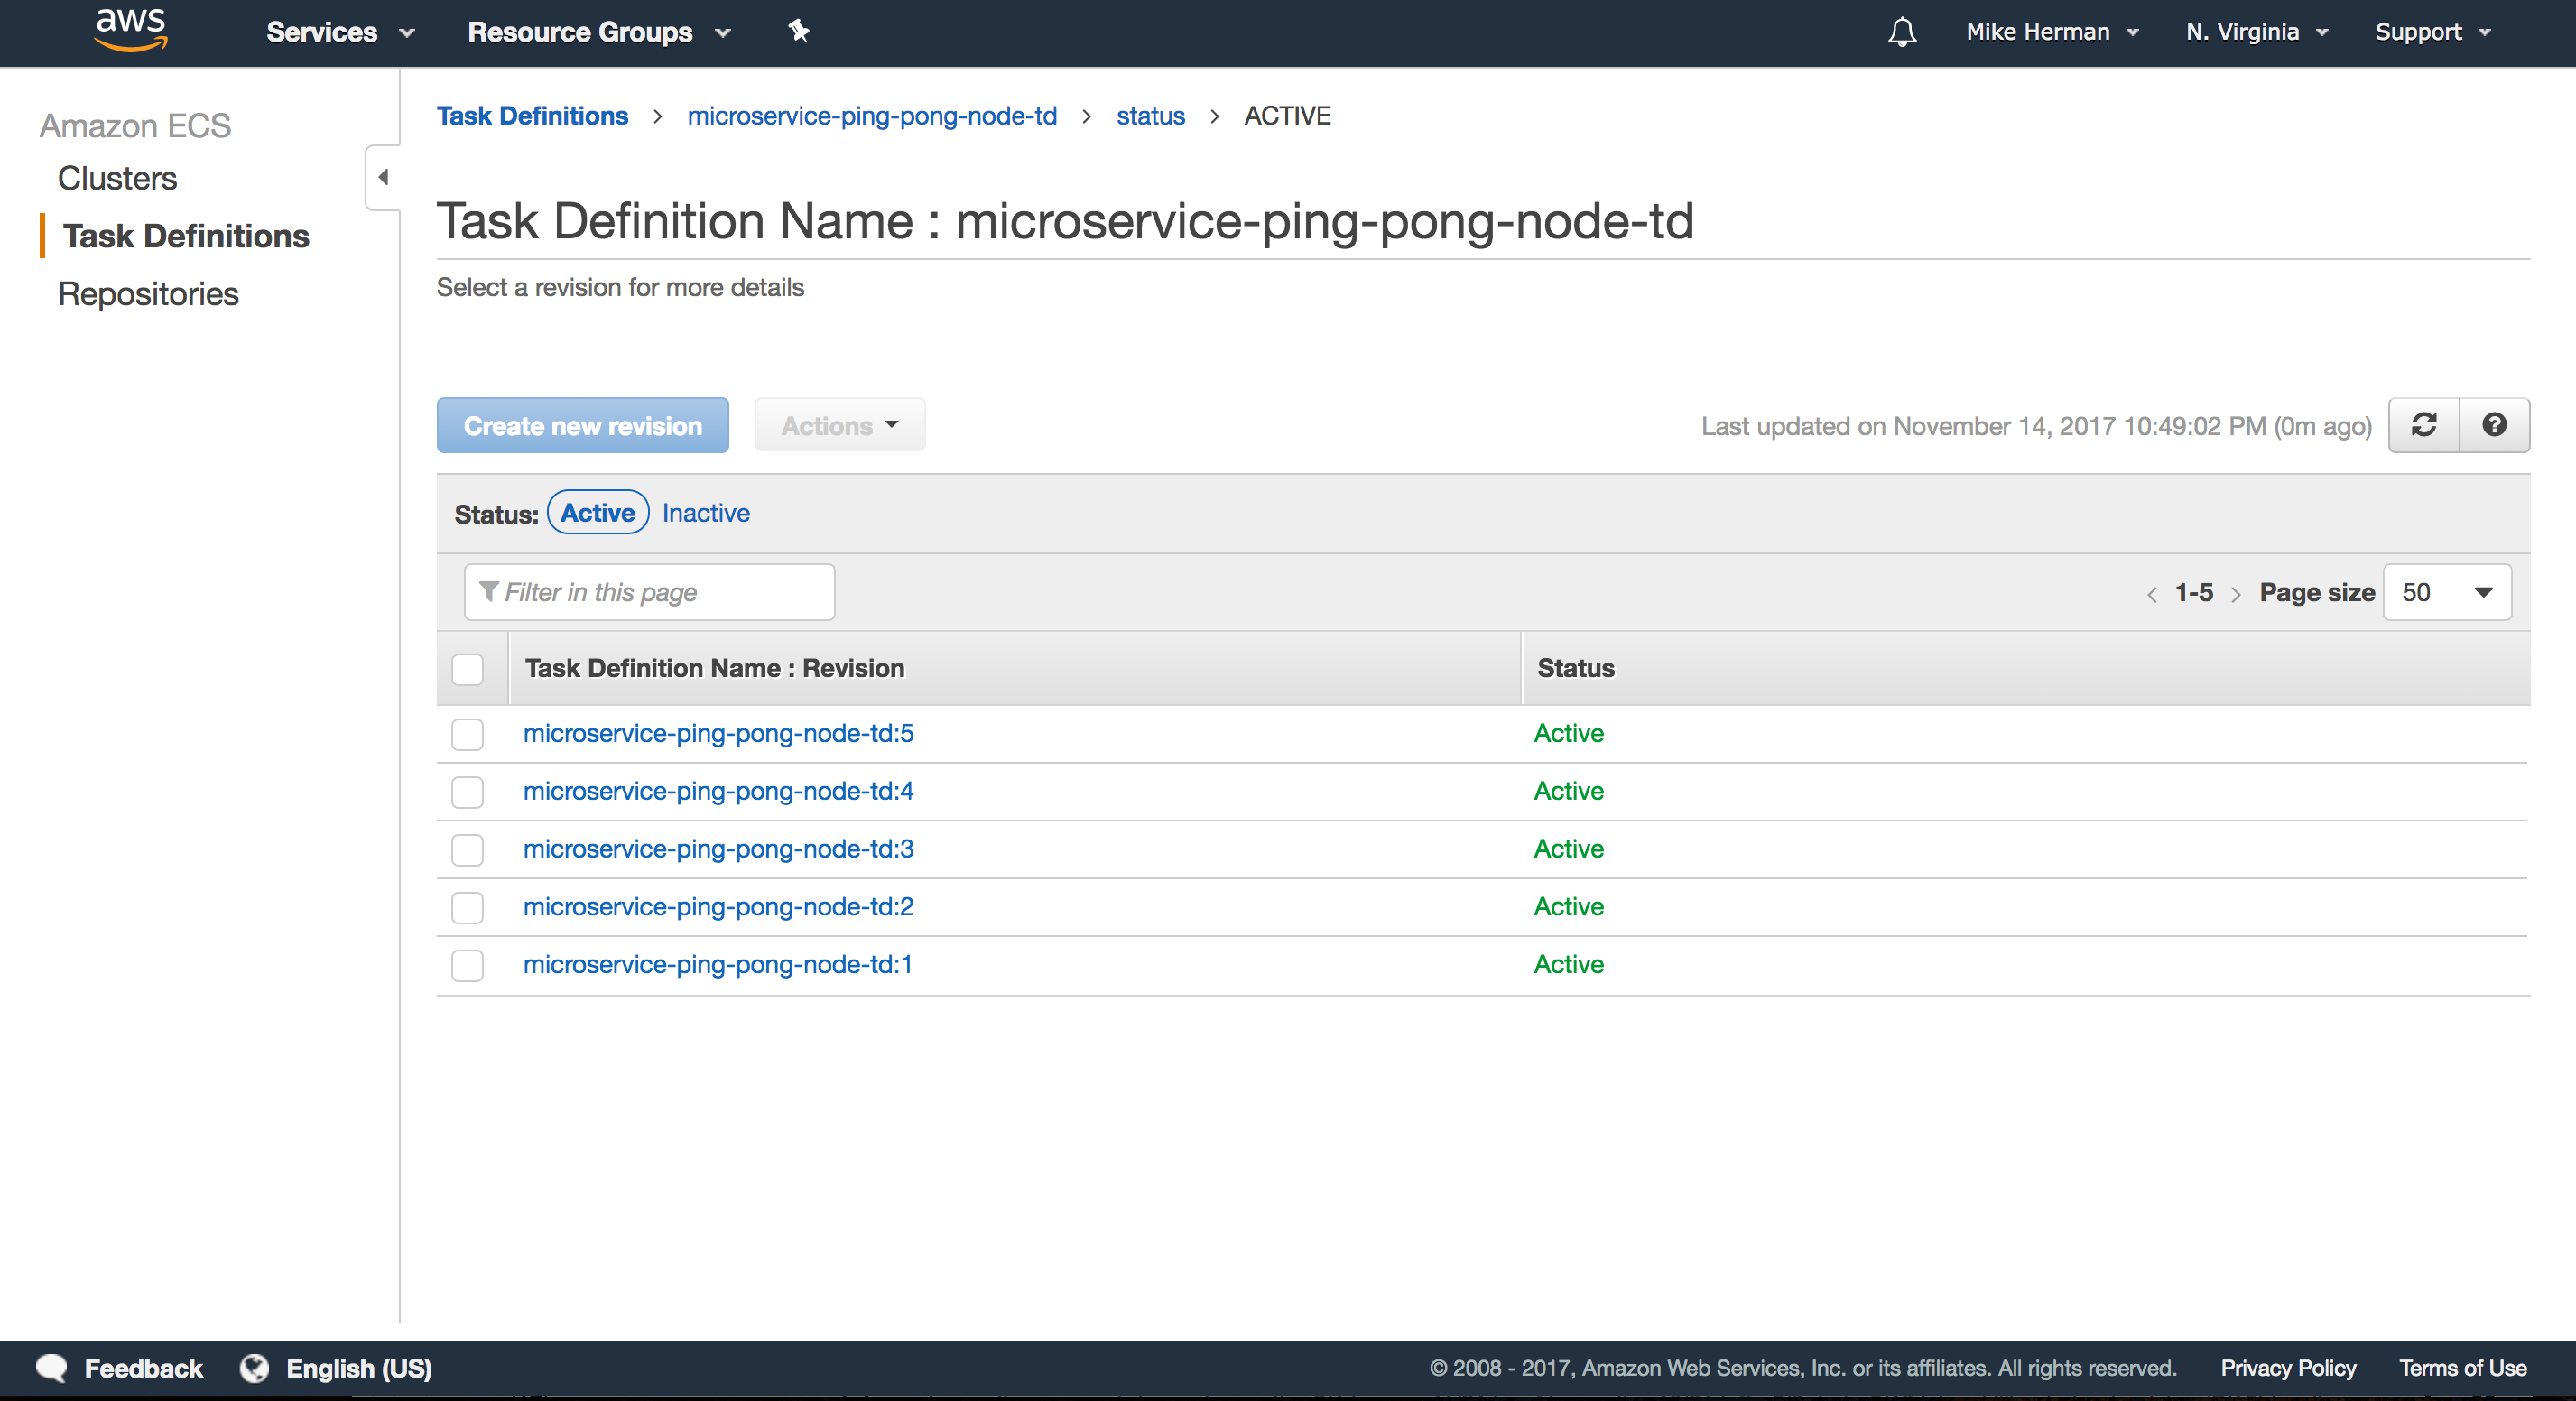 aws Services Resource Groups Mike Herman N. Virginia Support
Amazon ECS
Clusters
Task Definitions
Repositories
Task Definitions > microservice-ping-pong-node-td > status > ACTIVE
Task Definition Name : microservice-ping-pong-node-td
Select a revision for more details
Create new revision Actions Last updated on November 14, 2017 10:49:02 PM (0m ago)
Status: Active Inactive
Filter in this page < 1-5 > Page size 50
Task Definition Name : Revision Status
microservice-ping-pong-node-td:5 Active
microservice-ping-pong-node-td:4 Active
microservice-ping-pong-node-td:3 Active
microservice-ping-pong-node-td:2 Active
microservice-ping-pong-node-td:1 Active
Feedback English (US) © 2008 - 2017, Amazon Web Services, Inc. or its affiliates. All rights reserved. Privacy Policy Terms of Use